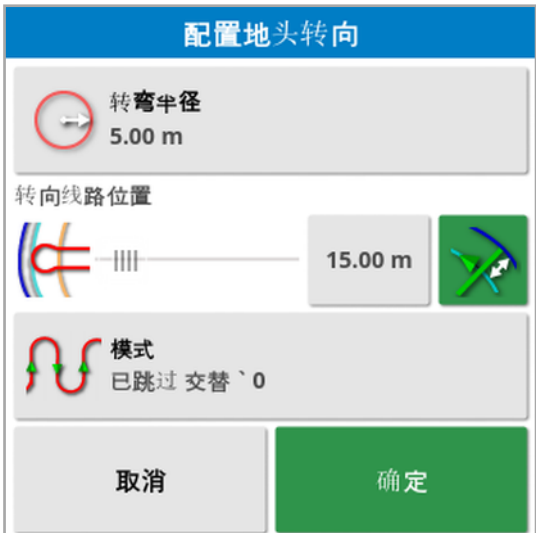 配置地头转向
转弯半径
5.00 m
转向线路位置
15.00 m
模式
已跳过 交替 ` 0
取消
确定